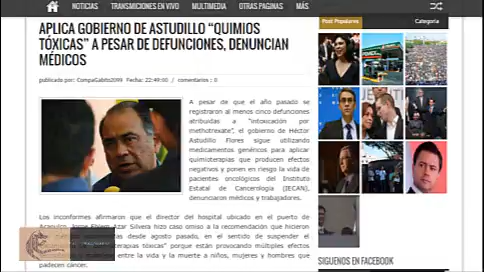 NOTICIAS TRANSMICIONES EN VIVO MULTIMEDIA OTRAS PAGINAS MÁS
APLICA GOBIERNO DE ASTUDILLO “QUIMIOS
TÓXICAS” A PESAR DE DEFUNCIONES, DENUNCIAN
MÉDICOS
publicado por: CompaGabito2099 Fecha: 22:49:00 / comentarios : 0
A pesar de que el año pasado se
registraron al menos cinco defunciones
atribuidas a “intoxicación por
methotrexate”, el gobierno de Héctor
Astudillo Flores sigue utilizando
medicamentos genéricos para aplicar
quimioterapias que producen efectos
negativos y ponen en riesgo la vida de
pacientes oncológicos del Instituto
Estatal de Cancerología (IECAN),
denunciaron médicos y trabajadores.
Los inconformes afirmaron que el director del hospital ubicado en el puerto de
Azar Silvera hizo caso omiso a la recomendación que hicieron
desde agosto pasado, en el sentido de suspender el
tóxicas” porque están provocando múltiples efectos
entre la vida y la muerte a niños, mujeres y hombres que
padecen cáncer.
Post Populares Categoria
SIGUENOS EN FACEBOOK